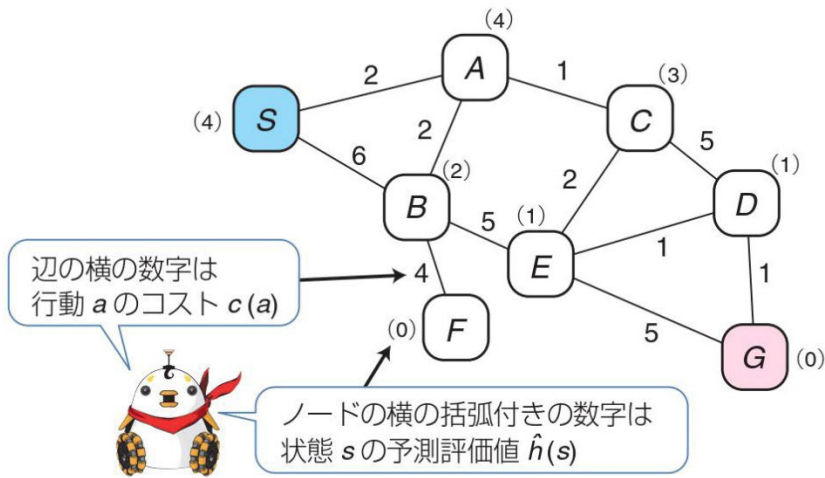 (4)
A
2
1
(3)
(4)
S
C
2
5
6
(2)
2
(1)
B
5
(1)
D
E
1
辺の横の数字は
行動 a のコスト c (a)
4
1
(0)
F
5
G
(0)
ノードの横の括弧付きの数字は
状態 s の予測評価値 ĥ(s)